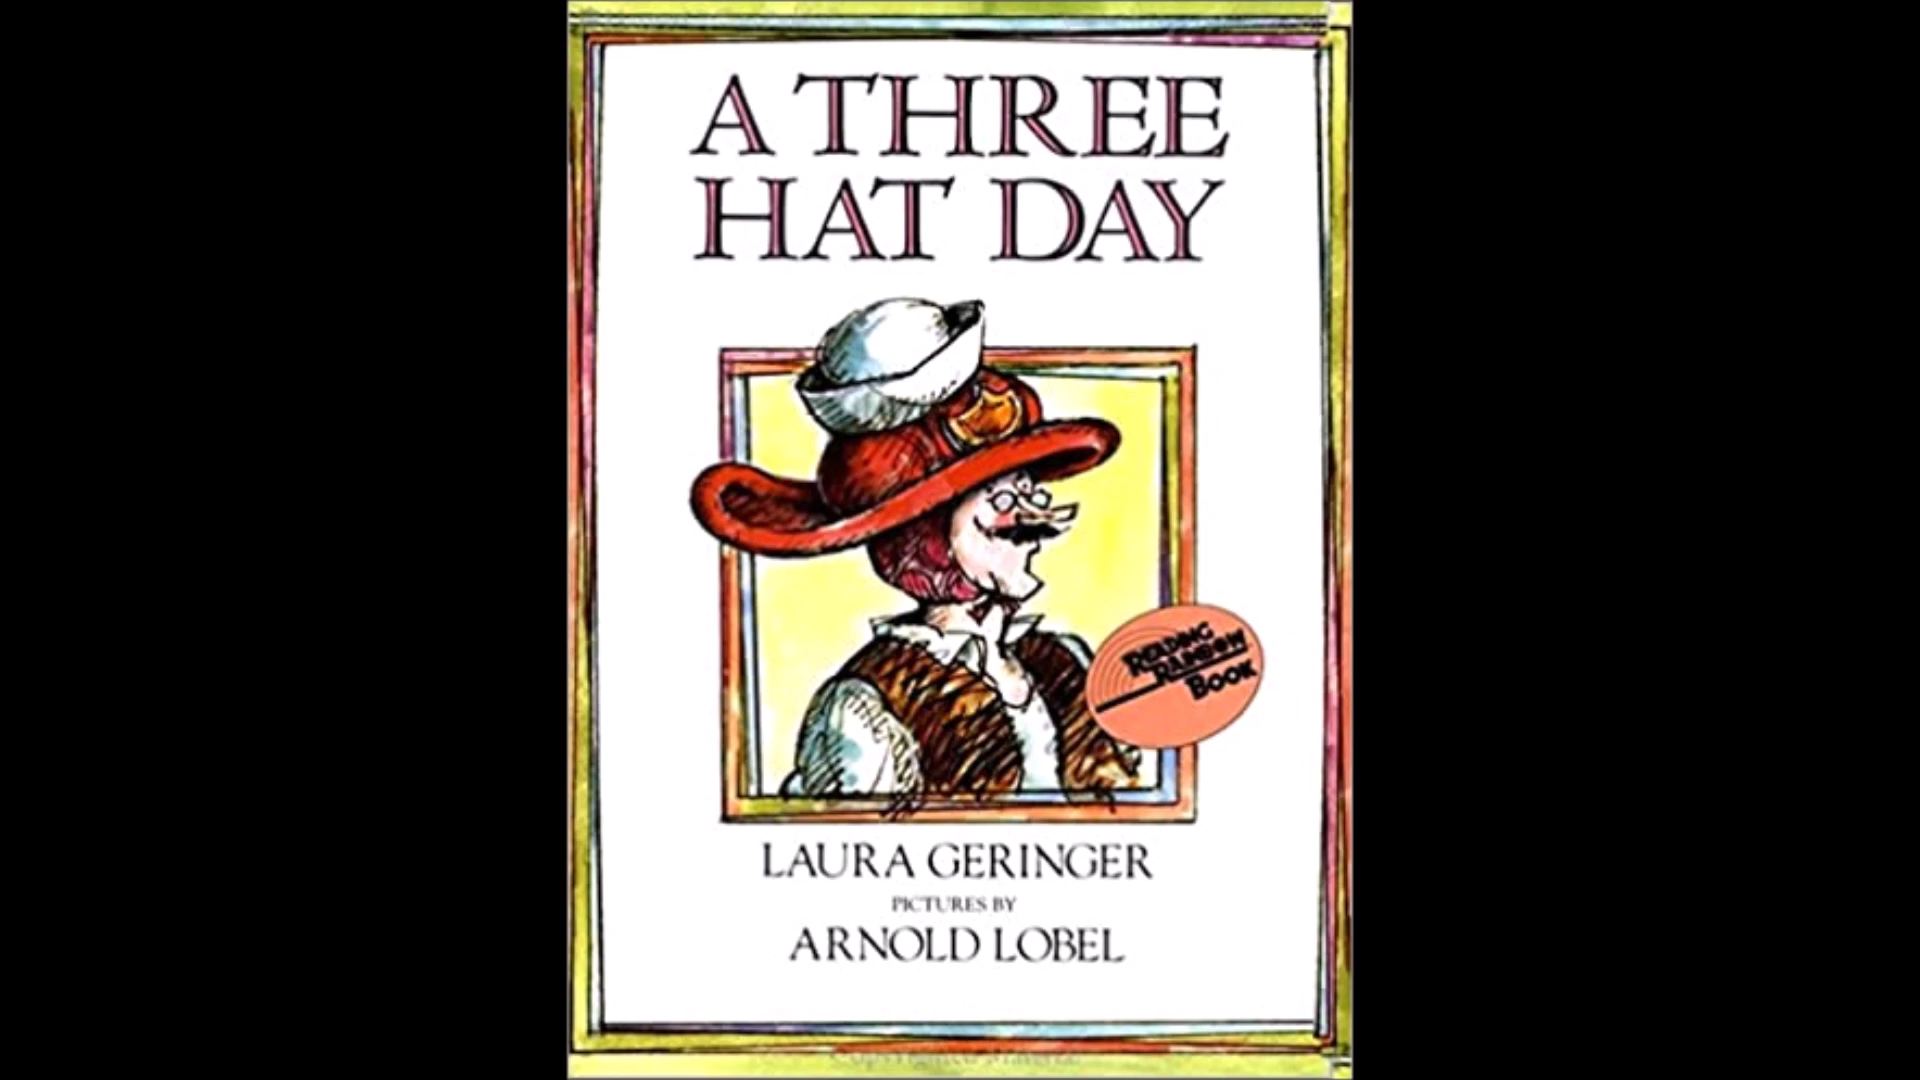 A THREE
HAT DAY
READING
RAINBOW
BOOK
LAURA GERINGER
PICTURES BY
ARNOLD LOBEL